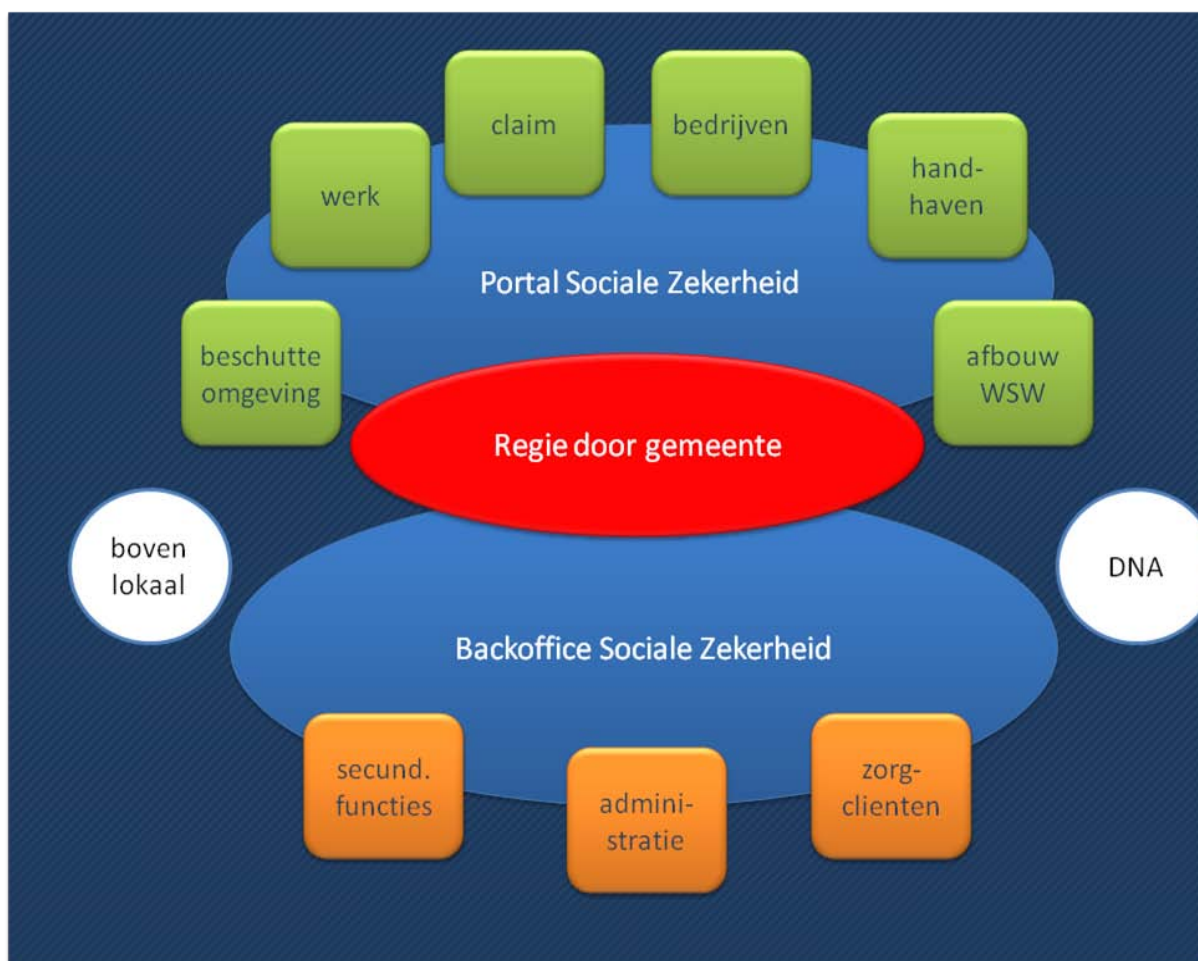 claim
bedrijven
werk
hand-
haven
Portal Sociale Zekerheid
beschutte
omgeving
afbouw
WSW
Regie door gemeente
boven
lokaal
DNA
Backoffice Sociale Zekerheid
secund.
functies
admini-
stratie
zorg-
clienten